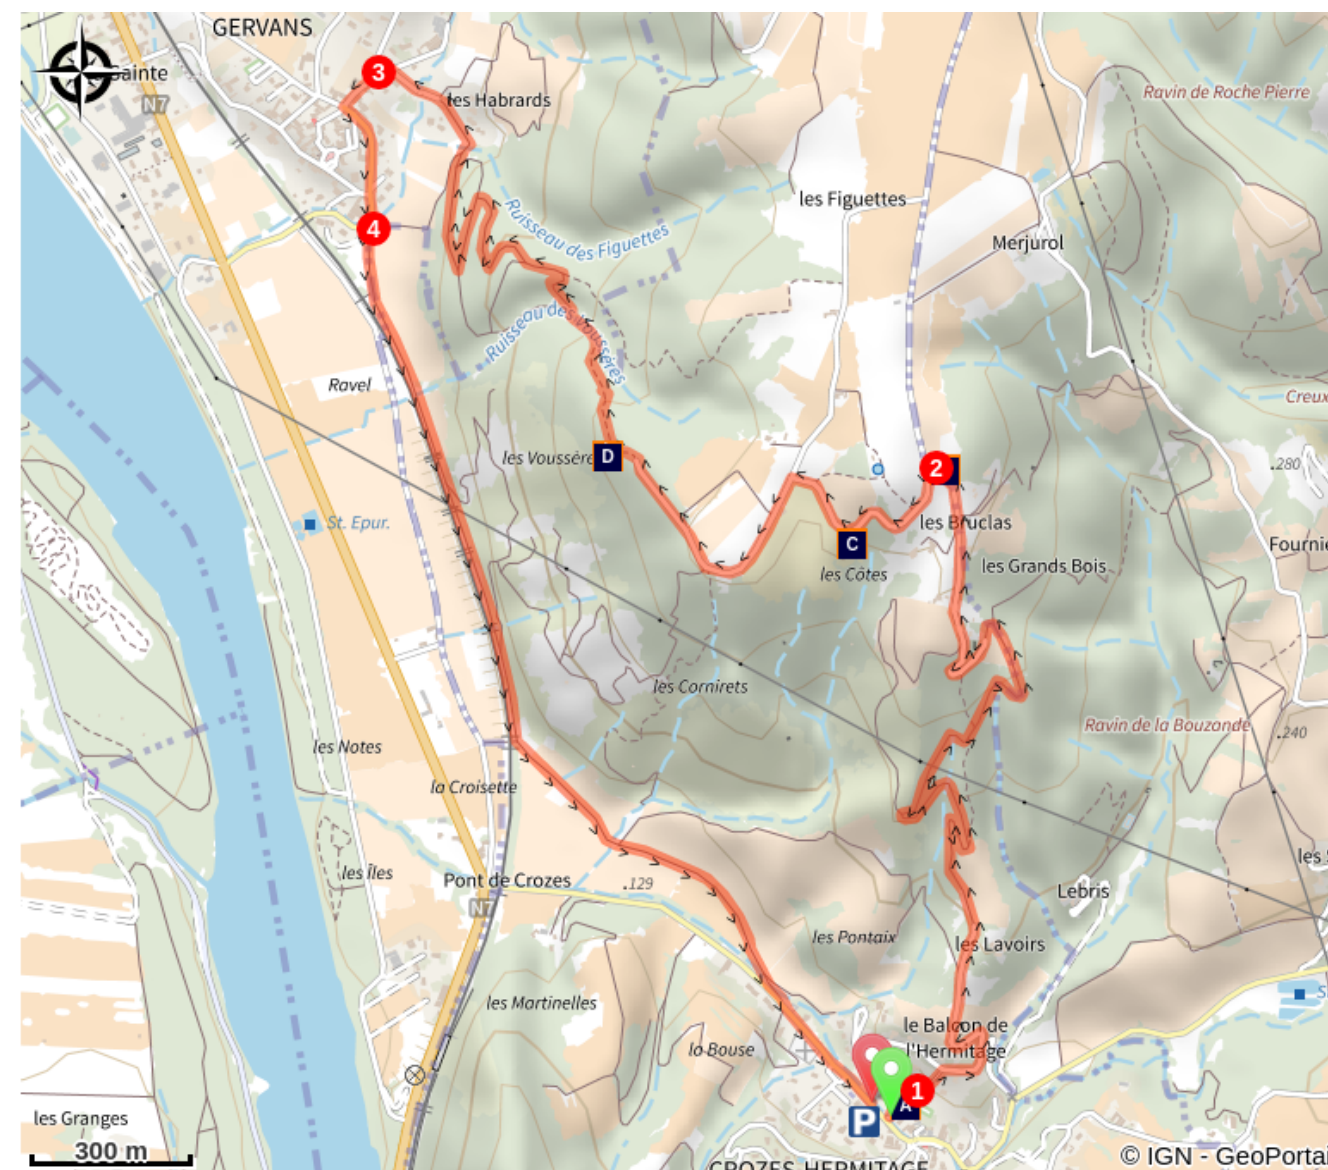 GERVANS
Sainte
3
les Habrards
N7
Ravin de Roche Pierre
les Figuettes
Ruisseau des Figuettes
4
Merjurol
Ruisseau des Voussères
Ravel
Creux
les Voussère
D
2
.280
St. Epur.
les Bruclas
C
Fournie
les Côtes
les Grands Bois
les Cornirets
Ravin de la Bouzande
.240
les Notes
la Croisette
les Îles
les S
Pont de Crozes
.129
Lebris
N7
les Pontaix
les Lavoirs
les Martinelles
S
le Balcon de
l'Hermitage
la Bouse
1
A
P
les Granges
300 m
© IGN - GeoPortai
CROZES-HERMITAGE